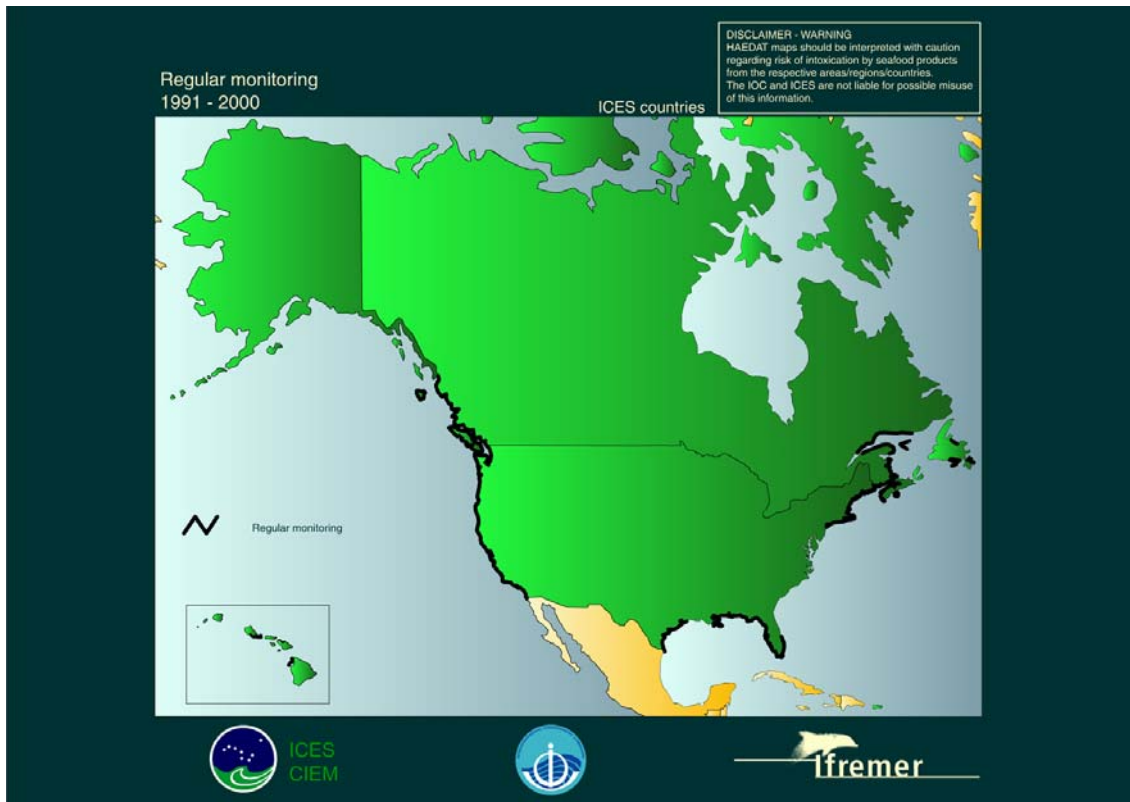 DISCLAIMER - WARNING
HAEDAT maps should be interpreted with caution
regarding risk of intoxication by seafood products
from the respective areas/regions/countries.
The IOC and ICES are not liable for possible misuse
of this information.
Regular monitoring
1991 - 2000
ICES countries
Regular monitoring
ICES
CIEM
Ifremer